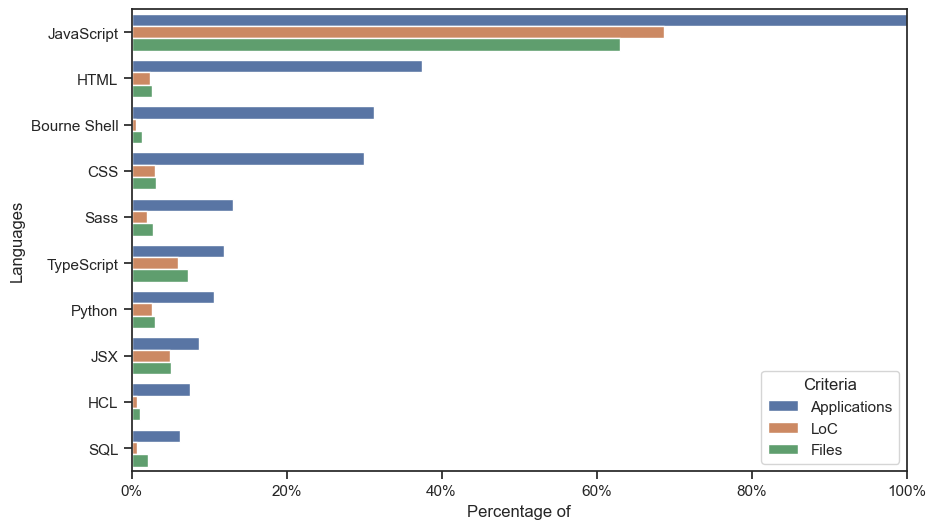 Languages
JavaScript
HTML
Bourne Shell
CSS
Sass
TypeScript
Python
JSX
HCL
SQL
Criteria
Applications
LoC
Files
0% 20% 40% 60% 80% 100%
Percentage of